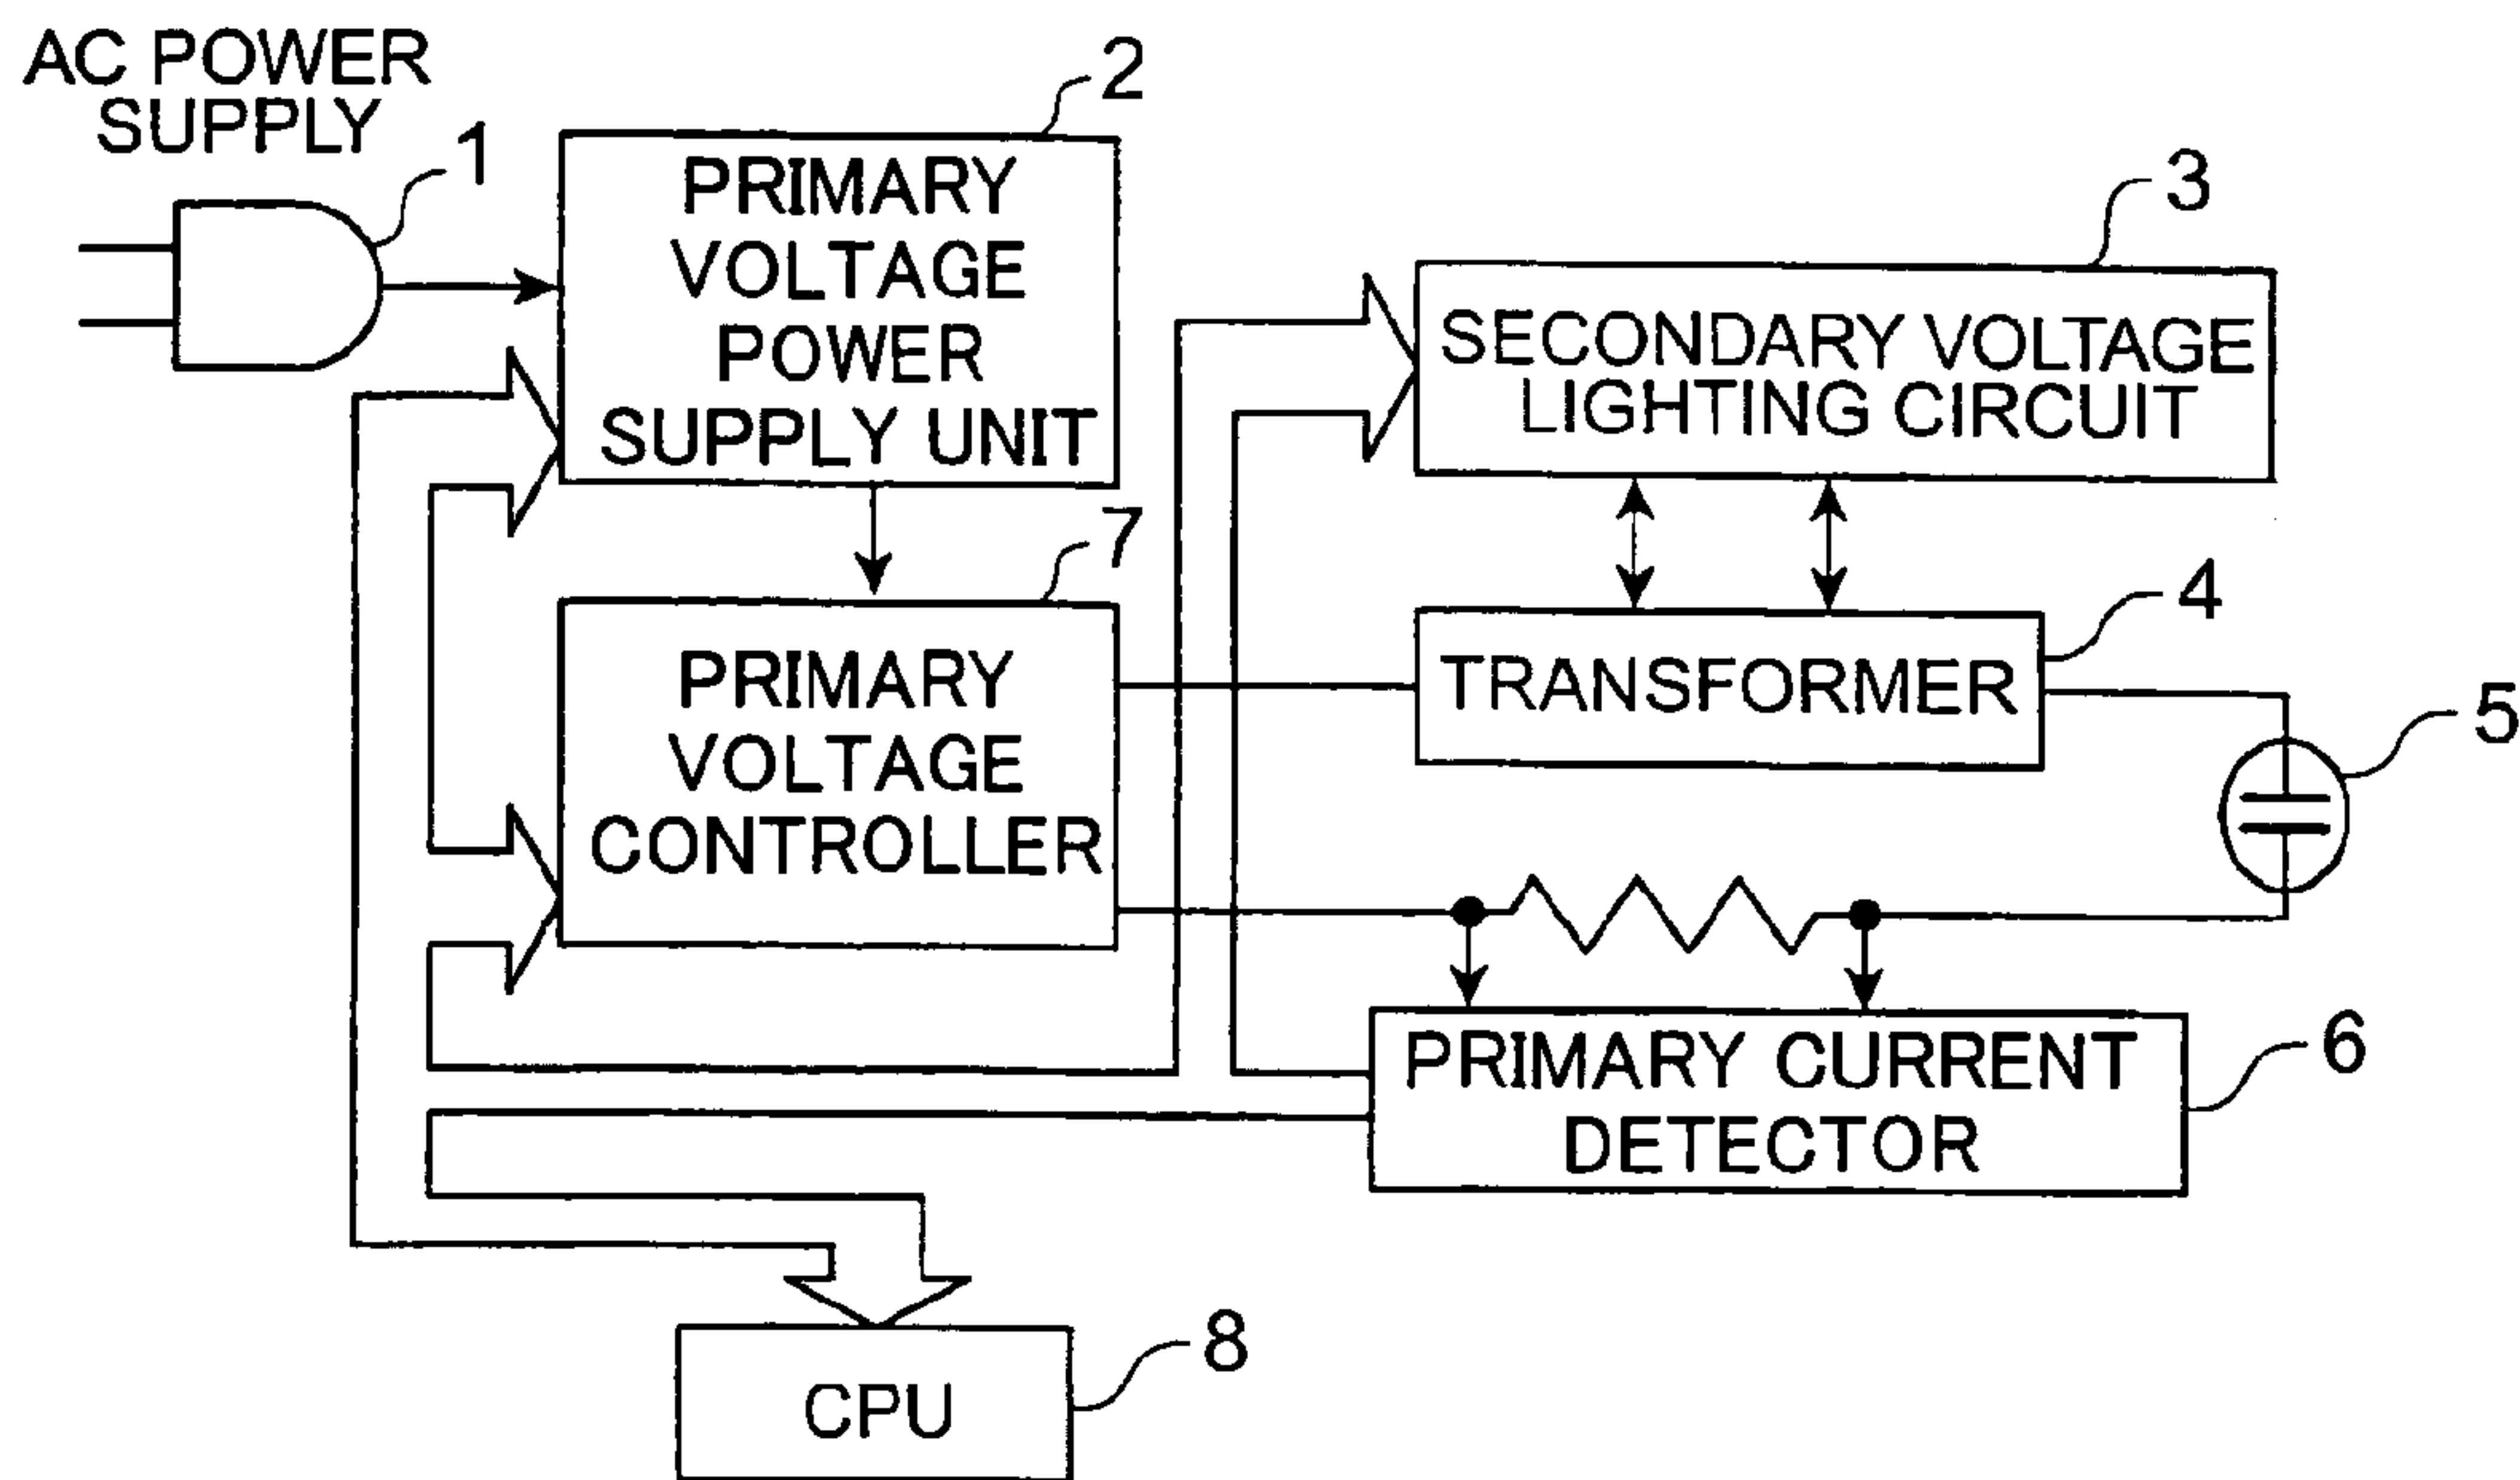 AC POWER
SUPPLY
1
2
PRIMARY
VOLTAGE
POWER
SUPPLY UNIT
3
SECONDARY VOLTAGE
LIGHTING CIRCUIT
7
PRIMARY
VOLTAGE
CONTROLLER
4
TRANSFORMER
5
6
PRIMARY CURRENT
DETECTOR
8
CPU